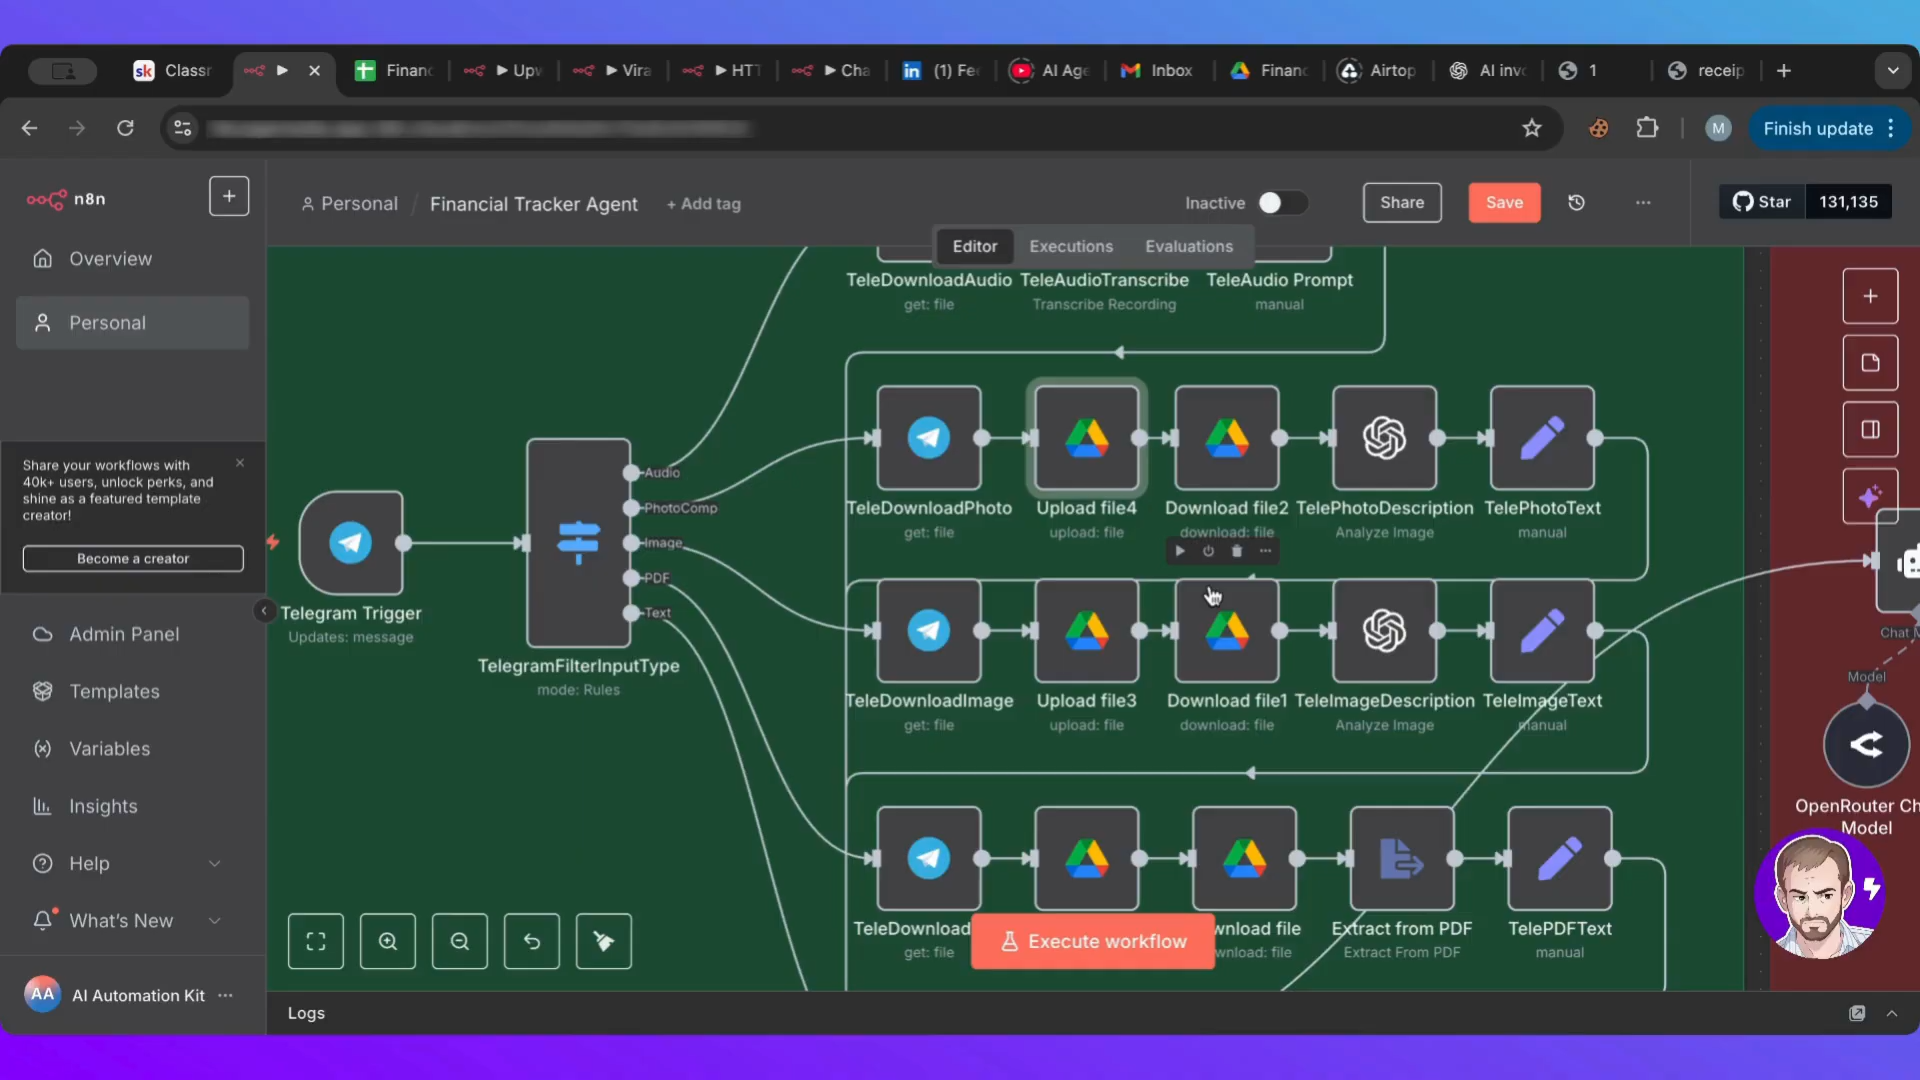 sk Classr
Financ
Upw
Vira
HTT
Cha
in (1) Fe
AI Age
Inbox
Financ
Airtop
AI invo
1
receip
M
Finish update
n8n
Personal / Financial Tracker Agent + Add tag
Inactive
Share
Save
Star 131,135
Editor Executions Evaluations
Overview
Personal
Share your workflows with
40k+ users, unlock perks, and
shine as a featured template
creator!
Become a creator
Admin Panel
Templates
Variables
Insights
Help
What's New
AA AI Automation Kit
TeleDownloadAudio
get: file
TeleAudioTranscribe
Transcribe Recording
TeleAudio Prompt
manual
Telegram Trigger
Updates: message
Audio
PhotoComp
Image
PDF
Text
TelegramFilterInputType
mode: Rules
TeleDownloadPhoto
get: file
Upload file4
upload: file
Download file2
download: file
TelePhotoDescription
Analyze Image
TelePhotoText
manual
TeleDownloadImage
get: file
Upload file3
upload: file
Download file1
download: file
TeleImageDescription
Analyze Image
TeleImageText
manual
TeleDownload
get: file
wnload file
wnload: file
Extract from PDF
Extract From PDF
TelePDFText
manual
Execute workflow
Chat M
Model
OpenRouter Ch
Model
Logs